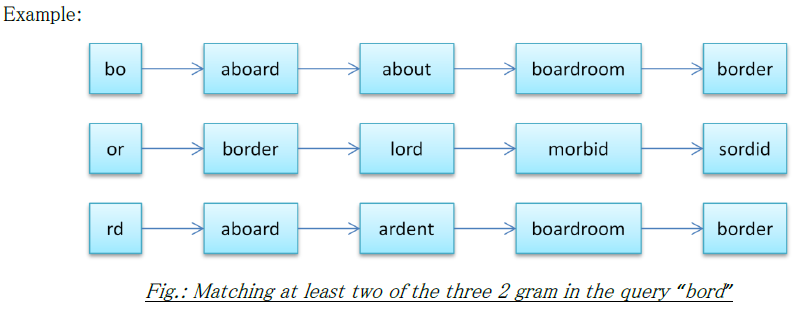 Example:
bo aboard about boardroom border
or border lord morbid sordid
rd aboard ardent boardroom border
Fig.: Matching at least two of the three 2 gram in the query “bord”